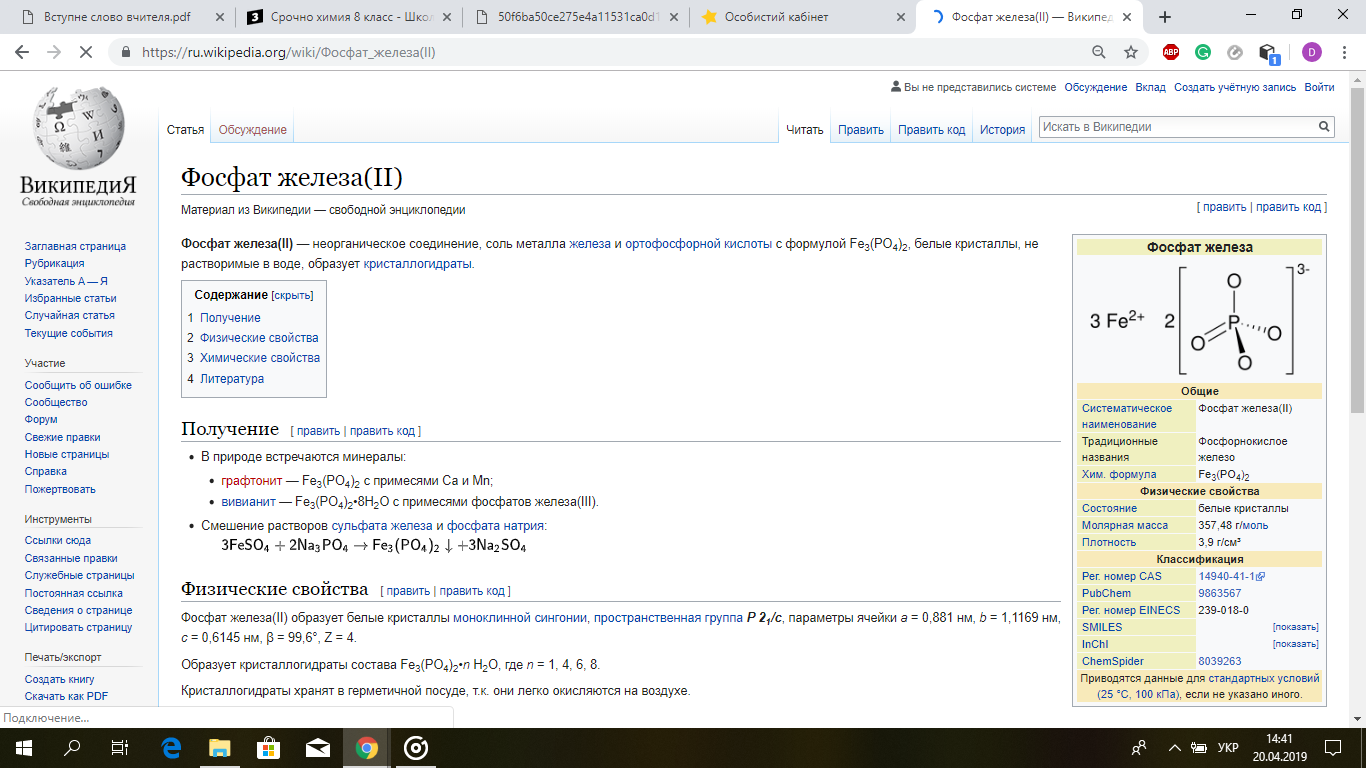 Вступне слово вчителя.pdf
Срочно химия 8 класс - Шко
50f6ba50ce275e4a11531ca0d1
Особистий кабінет
Фосфат железа(II) — Википед
https://ru.wikipedia.org/wiki/Фосфат_железа(II)
ABP
1
D
Вы не представились системе Обсуждение Вклад Создать учётную запись Войти
Статья Обсуждение Читать Править Править код История Искать в Википедии
ВИКИПЕДИЯ
Свободная энциклопедия
Заглавная страница
Рубрикация
Указатель А — Я
Избранные статьи
Случайная статья
Текущие события
Участие
Сообщить об ошибке
Сообщество
Форум
Свежие правки
Новые страницы
Справка
Пожертвовать
Инструменты
Ссылки сюда
Связанные правки
Служебные страницы
Постоянная ссылка
Сведения о странице
Цитировать страницу
Печать/экспорт
Создать книгу
Скачать как PDF
Фосфат железа(II)
Материал из Википедии — свободной энциклопедии
[ править | править код ]
Фосфат железа(II) — неорганическое соединение, соль металла железа и ортофосфорной кислоты с формулой Fe₃(PO₄)₂, белые кристаллы, не
растворимые в воде, образует кристаллогидраты.
Содержание [скрыть]
1 Получение
2 Физические свойства
3 Химические свойства
4 Литература
Получение [ править | править код ]
• В природе встречаются минералы:
• графтонит — Fe₃(PO₄)₂ с примесями Ca и Mn;
• вивианит — Fe₃(PO₄)₂•8H₂O с примесями фосфатов железа(III).
• Смешение растворов сульфата железа и фосфата натрия:
3FeSO₄ + 2Na₃PO₄ → Fe₃(PO₄)₂ ↓ +3Na₂SO₄
Физические свойства [ править | править код ]
Фосфат железа(II) образует белые кристаллы моноклинной сингонии, пространственная группа P 2₁/c, параметры ячейки a = 0,881 нм, b = 1,1169 нм,
c = 0,6145 нм, β = 99,6°, Z = 4.
Образует кристаллогидраты состава Fe₃(PO₄)₂•n H₂O, где n = 1, 4, 6, 8.
Кристаллогидраты хранят в герметичной посуде, т.к. они легко окисляются на воздухе.
Фосфат железа
3 Fe²⁺ 2 [ O O P O O ]³⁻
Общие
Систематическое наименование Фосфат железа(II)
Традиционные названия Фосфорнокислое железо
Хим. формула Fe₃(PO₄)₂
Физические свойства
Состояние белые кристаллы
Молярная масса 357,48 г/моль
Плотность 3,9 г/см³
Классификация
Рег. номер CAS 14940-41-1
PubChem 9863567
Рег. номер EINECS 239-018-0
SMILES [показать]
InChI [показать]
ChemSpider 8039263
Приводятся данные для стандартных условий
(25 °C, 100 кПа), если не указано иного.
Подключение...
УКР
14:41
20.04.2019